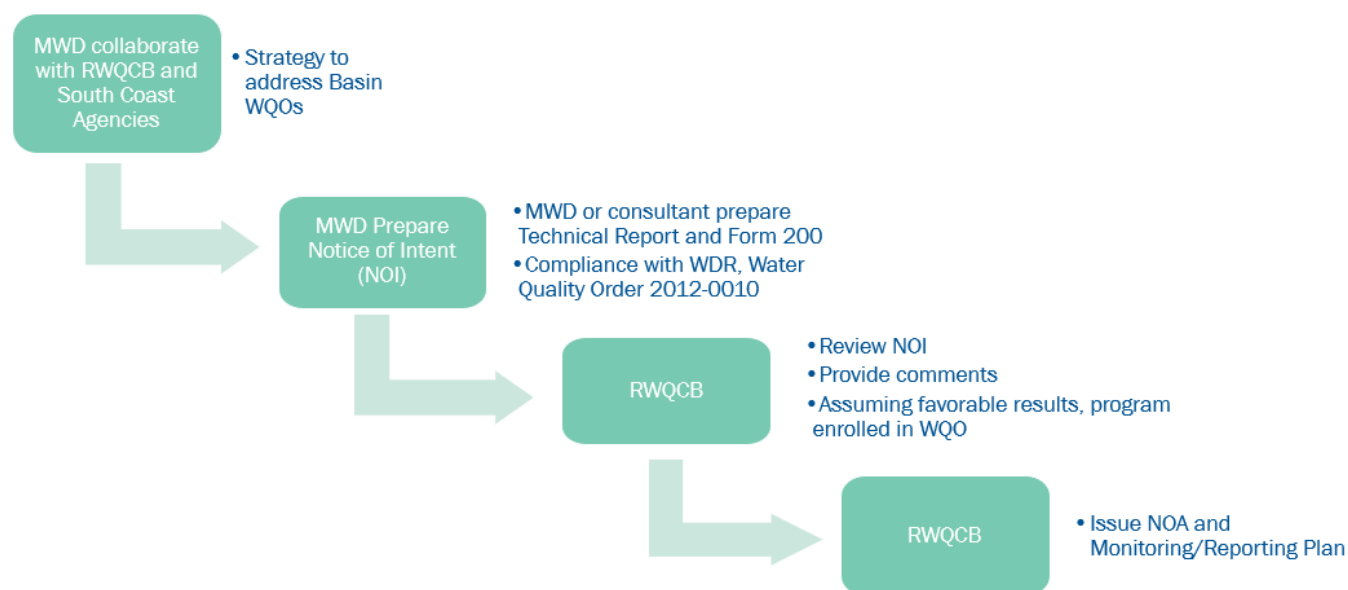 MWD collaborate
with RWQCB and
South Coast
Agencies
• Strategy to
address Basin
WQOs
MWD Prepare
Notice of Intent
(NOI)
• MWD or consultant prepare
Technical Report and Form 200
• Compliance with WDR, Water
Quality Order 2012-0010
RWQCB
• Review NOI
• Provide comments
• Assuming favorable results, program
enrolled in WQO
RWQCB
• Issue NOA and
Monitoring/Reporting Plan